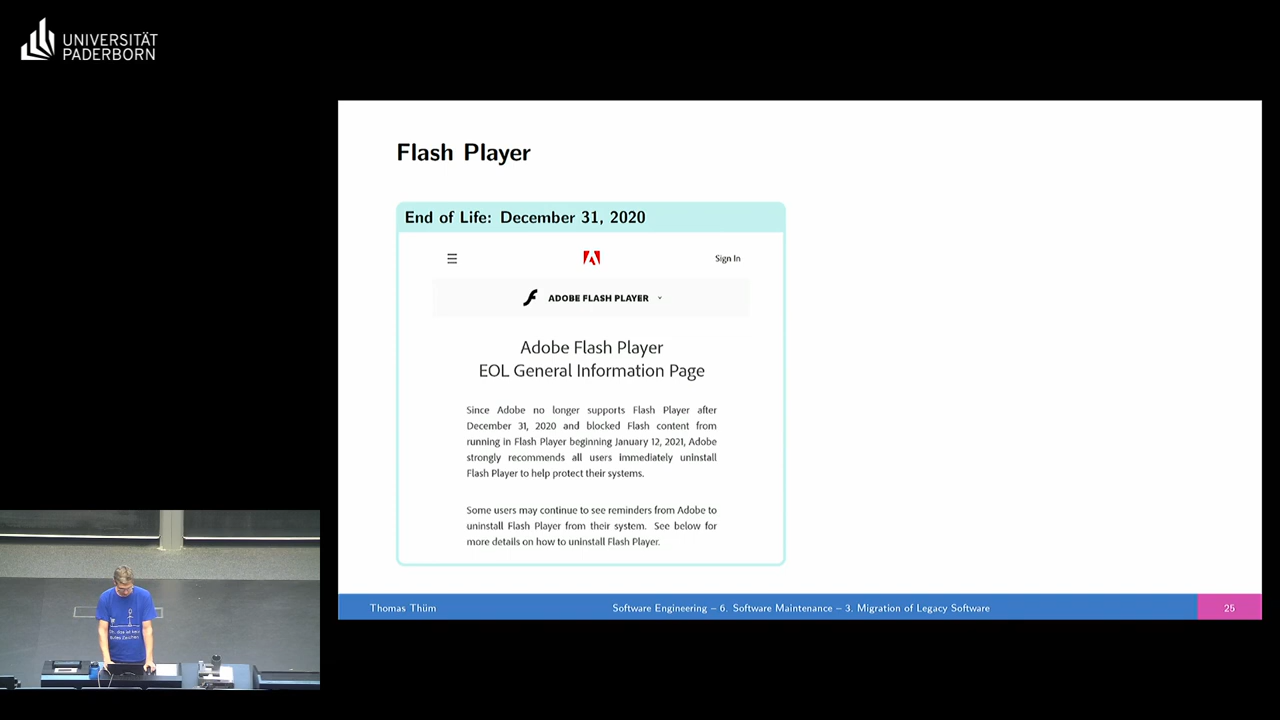 UNIVERSITÄT
PADERBORN
Flash Player
End of Life: December 31, 2020
Sign In
ADOBE FLASH PLAYER
Adobe Flash Player
EOL General Information Page
Since Adobe no longer supports Flash Player after
December 31, 2020 and blocked Flash content from
running in Flash Player beginning January 12, 2021, Adobe
strongly recommends all users immediately uninstall
Flash Player to help protect their systems.
Some users may continue to see reminders from Adobe to
uninstall Flash Player from their system. See below for
more details on how to uninstall Flash Player.
Thomas Thüm
Software Engineering – 6. Software Maintenance – 3. Migration of Legacy Software
25